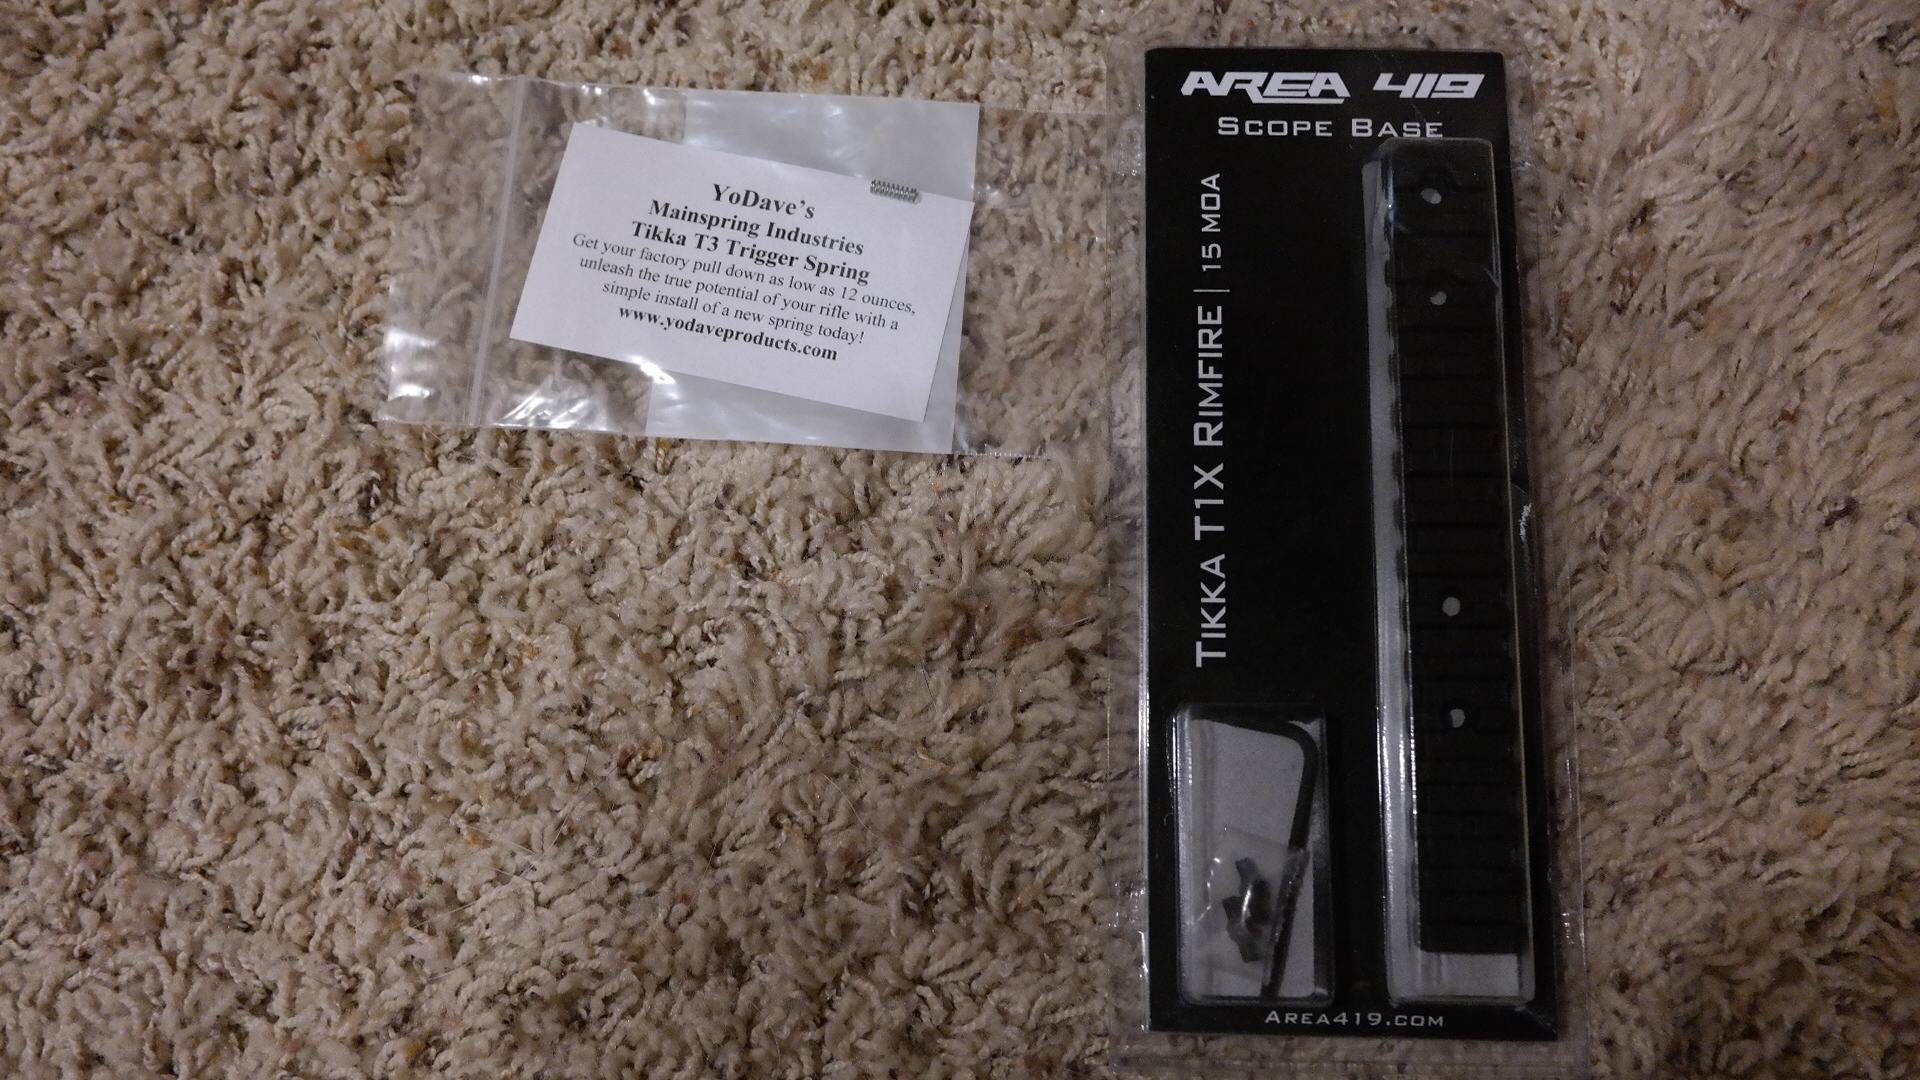 YoDave's
Mainspring Industries
Tikka T3 Trigger Spring
Get your factory pull down as low as 12 ounces,
unleash the true potential of your rifle with a
simple install of a new spring today!
www.yodaveproducts.com
AREA 419
SCOPE BASE
TIKKA T1X RIMFIRE | 15 MOA
AREA419.COM